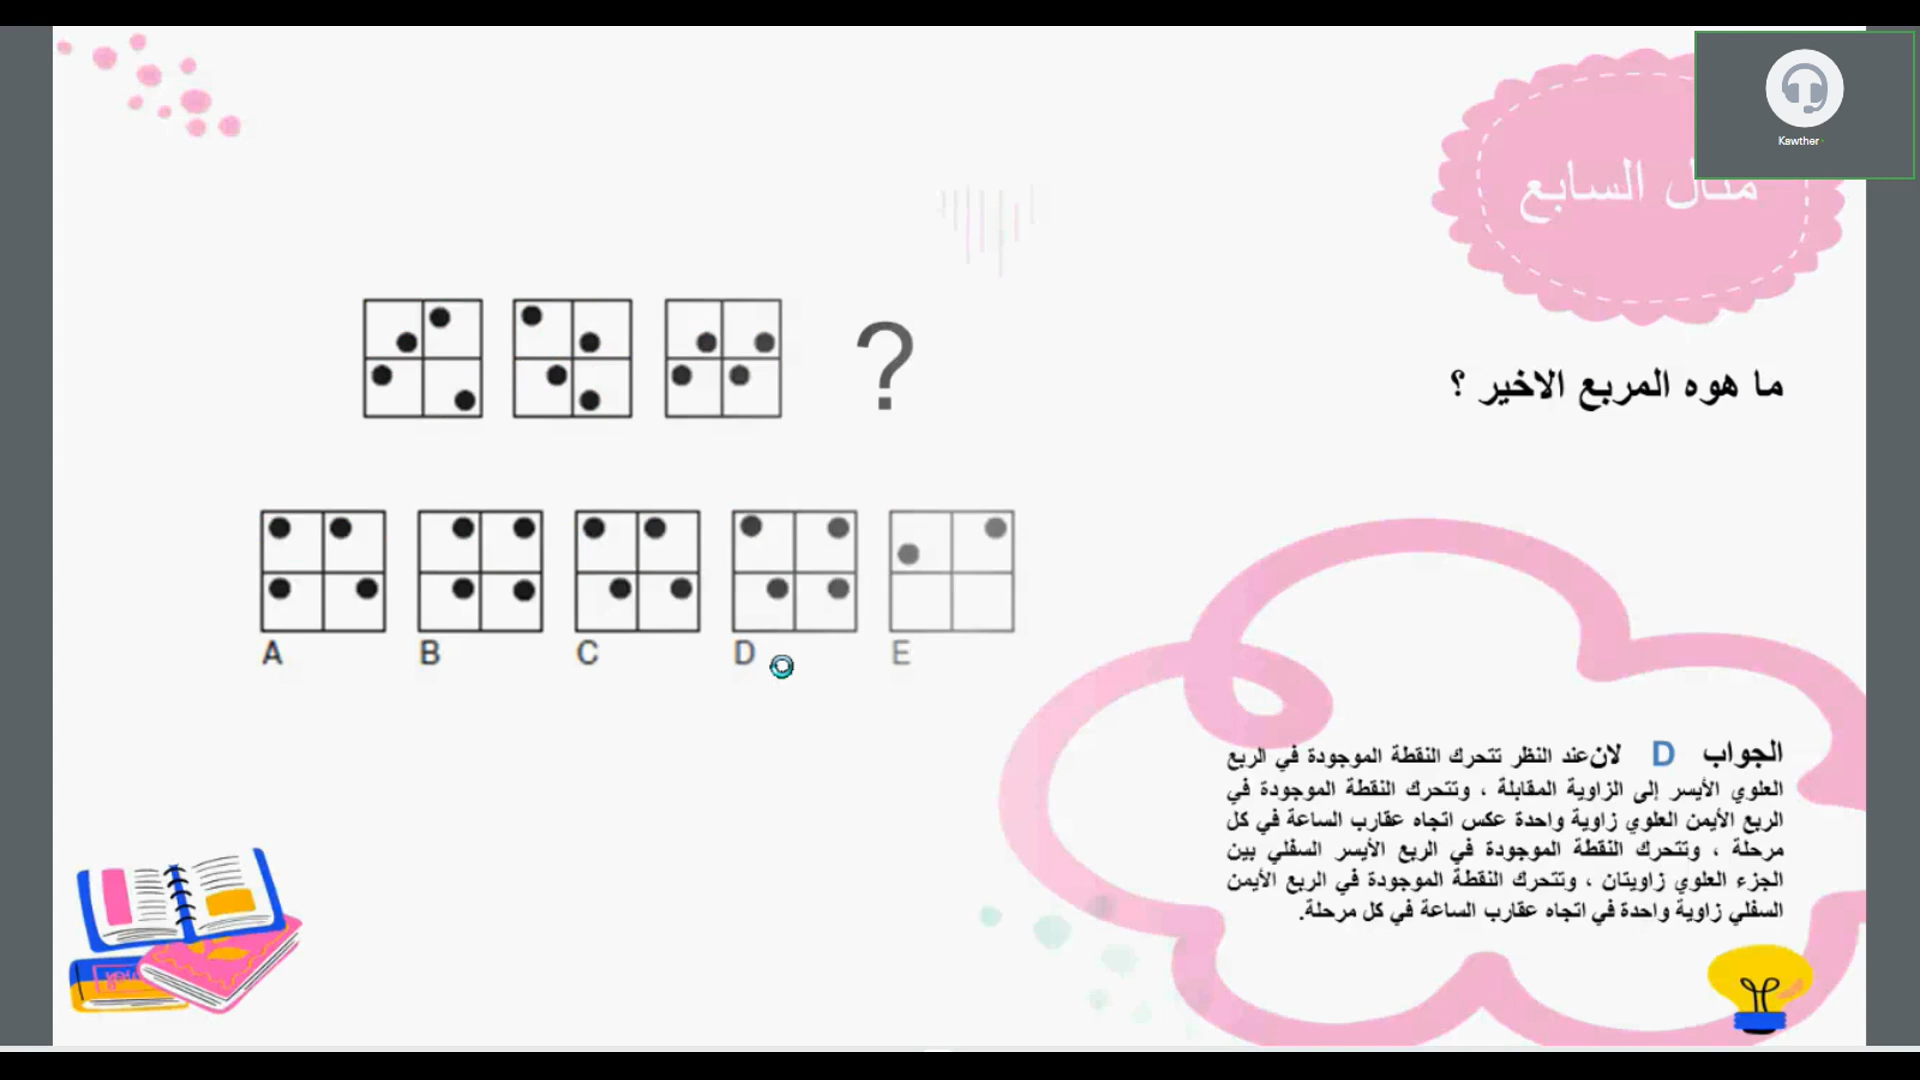 Kawther
مثال السابع
ما هوه المربع الاخير ؟
?
A B C D E
الجواب D لان عند النظر تتحرك النقطة الموجودة في الربع
العلوي الأيسر إلى الزاوية المقابلة ، وتتحرك النقطة الموجودة في
الربع الأيمن العلوي زاوية واحدة عكس اتجاه عقارب الساعة في كل
مرحلة ، وتتحرك النقطة الموجودة في الربع الأيسر السفلي بين
الجزء العلوي زاويتان ، وتتحرك النقطة الموجودة في الربع الأيمن
السفلي زاوية واحدة في اتجاه عقارب الساعة في كل مرحلة.